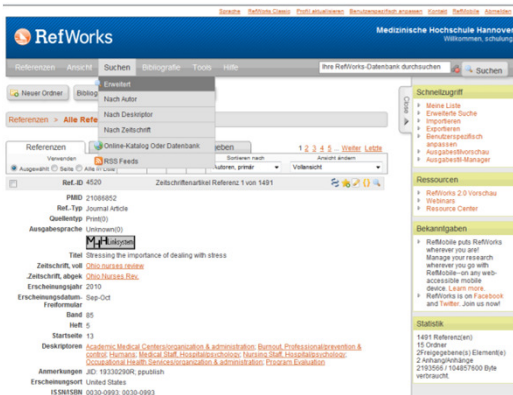 Sprache RefWorks Classic Profil aktualisieren Benutzerspezifisch anpassen Kontakt RefMobile Abmelden
RefWorks
Medizinische Hochschule Hannover
Willkommen, schulung
Referenzen Ansicht Suchen Bibliografie Tools Hilfe
Ihre RefWorks-Datenbank durchsuchen Suchen
Erweitert
Nach Autor
Nach Deskriptor
Nach Zeitschrift
Online-Katalog Oder Datenbank
RSS Feeds
Neuer Ordner Bibliog
Referenzen > Alle Refe
Close
Referenzen eben 1 2 3 4 5 ... Weiter Letzte
Verwenden Sortieren nach Ansicht ändern
Ausgewählt Seite Alle in Liste Autoren, primär Vollansicht
Ref.-ID 4520 Zeitschriftenartikel Referenz 1 von 1491
PMID 21086852
Ref.-Typ Journal Article
Quellentyp Print(0)
Ausgabesprache Unknown(0)
MHH Linksystem
Titel Stressing the importance of dealing with stress
Zeitschrift, voll Ohio nurses review
Zeitschrift, abgek Ohio Nurses Rev.
Erscheinungsjahr 2010
Erscheinungsdatum- Sep-Oct
Freiformular
Band 85
Heft 5
Startseite 13
Deskriptoren Academic Medical Centers/organization & administration; Burnout, Professional/prevention &
control; Humans; Medical Staff, Hospital/psychology; Nursing Staff, Hospital/psychology;
Occupational Health Services/organization & administration; Program Evaluation
Anmerkungen JID: 19330290R; ppublish
Erscheinungsort United States
ISSN/ISBN 0030-0993; 0030-0993
Schnellzugriff
Meine Liste
Erweiterte Suche
Importieren
Exportieren
Benutzerspezifisch
anpassen
Ausgabestilvorschau
Ausgabestil-Manager
Ressourcen
RefWorks 2.0 Vorschau
Webinars
Resource Center
Bekanntgaben
RefMobile puts RefWorks
wherever you are!
Manage your research
wherever you go with
RefMobile--on any web-
accessible mobile
device. Learn more.
RefWorks is on Facebook
and Twitter. Join us now!
Statistik
1491 Referenz(en)
15 Ordner
2Freigegebene(s) Element(e)
2 Anhang/Anhänge
2193566 / 104857600 Byte
verbraucht.